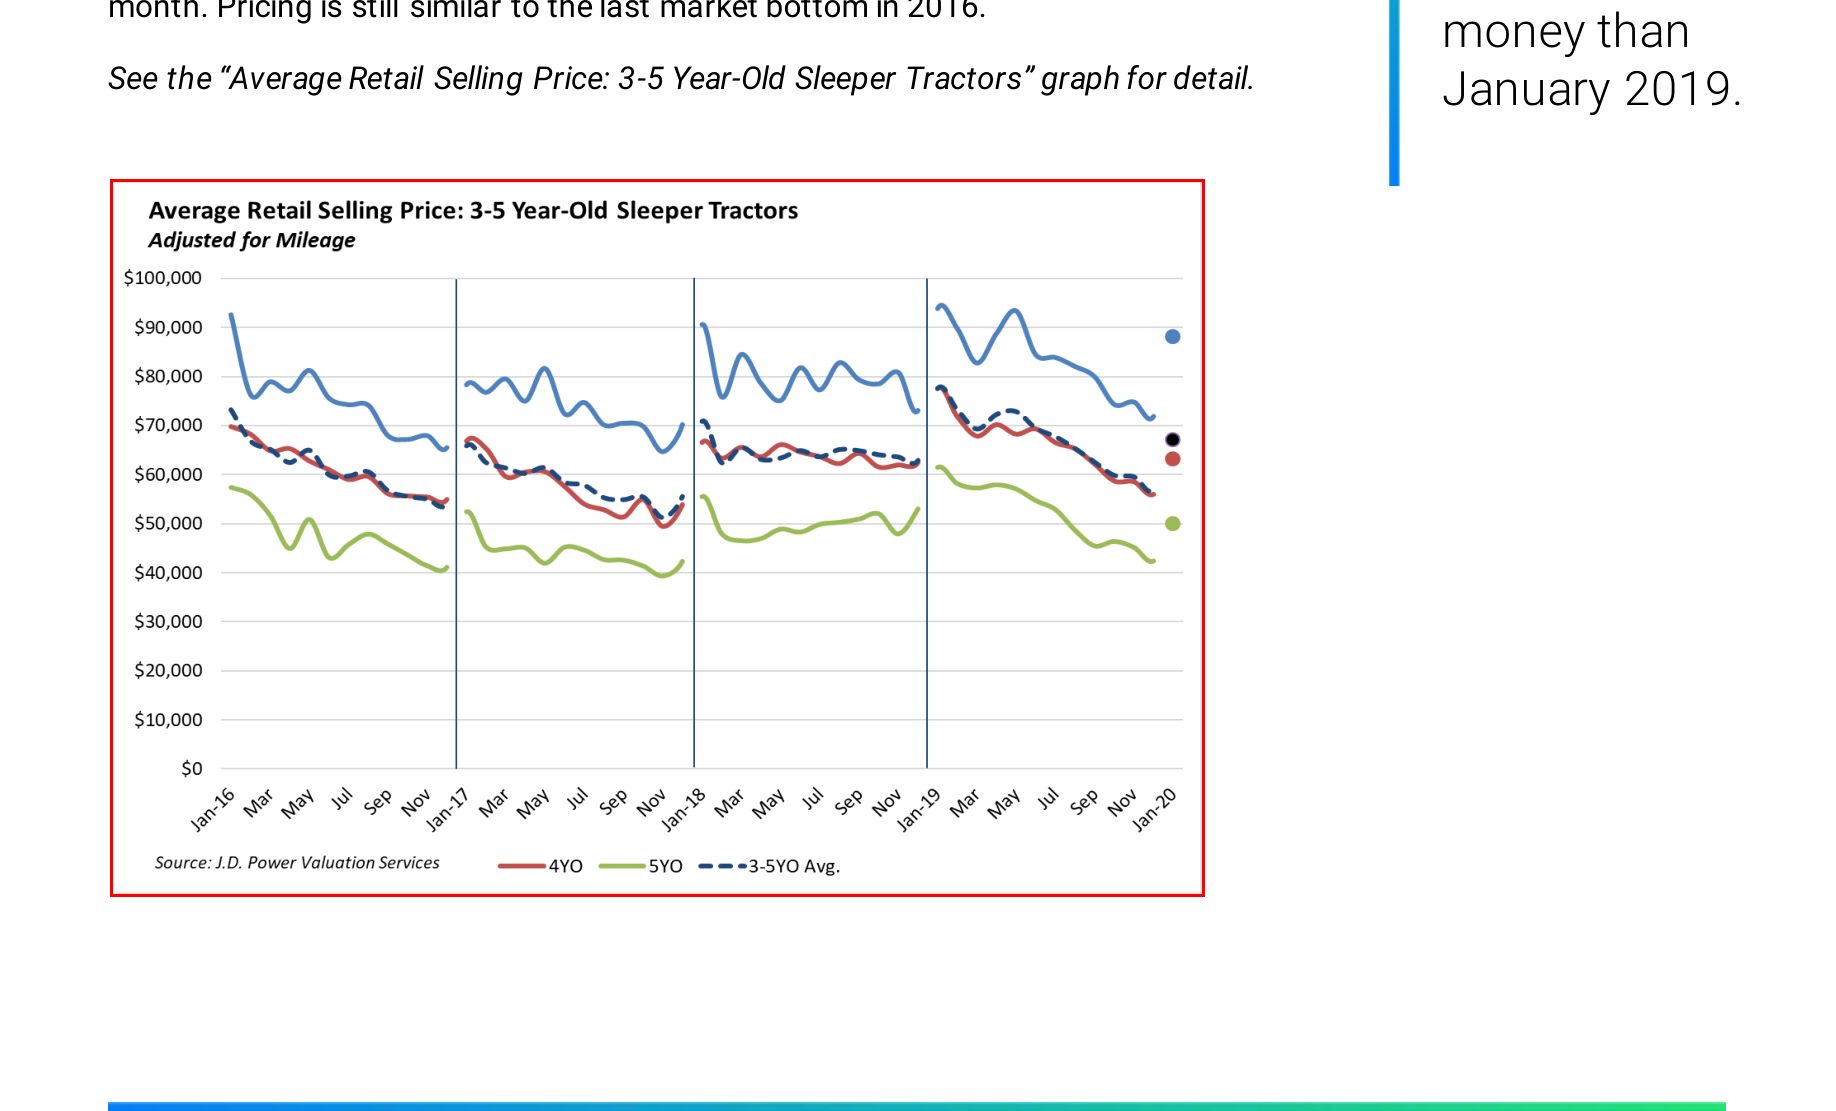 month. Pricing is still similar to the last market bottom in 2016.
See the “Average Retail Selling Price: 3-5 Year-Old Sleeper Tractors” graph for detail.
money than
January 2019.
Average Retail Selling Price: 3-5 Year-Old Sleeper Tractors
Adjusted for Mileage
$100,000
$90,000
$80,000
$70,000
$60,000
$50,000
$40,000
$30,000
$20,000
$10,000
$0
Jan-16 Mar May Jul Sep Nov Jan-17 Mar May Jul Sep Nov Jan-18 Mar May Jul Sep Nov Jan-19 Mar May Jul Sep Nov Jan-20
Source: J.D. Power Valuation Services 4YO 5YO 3-5YO Avg.